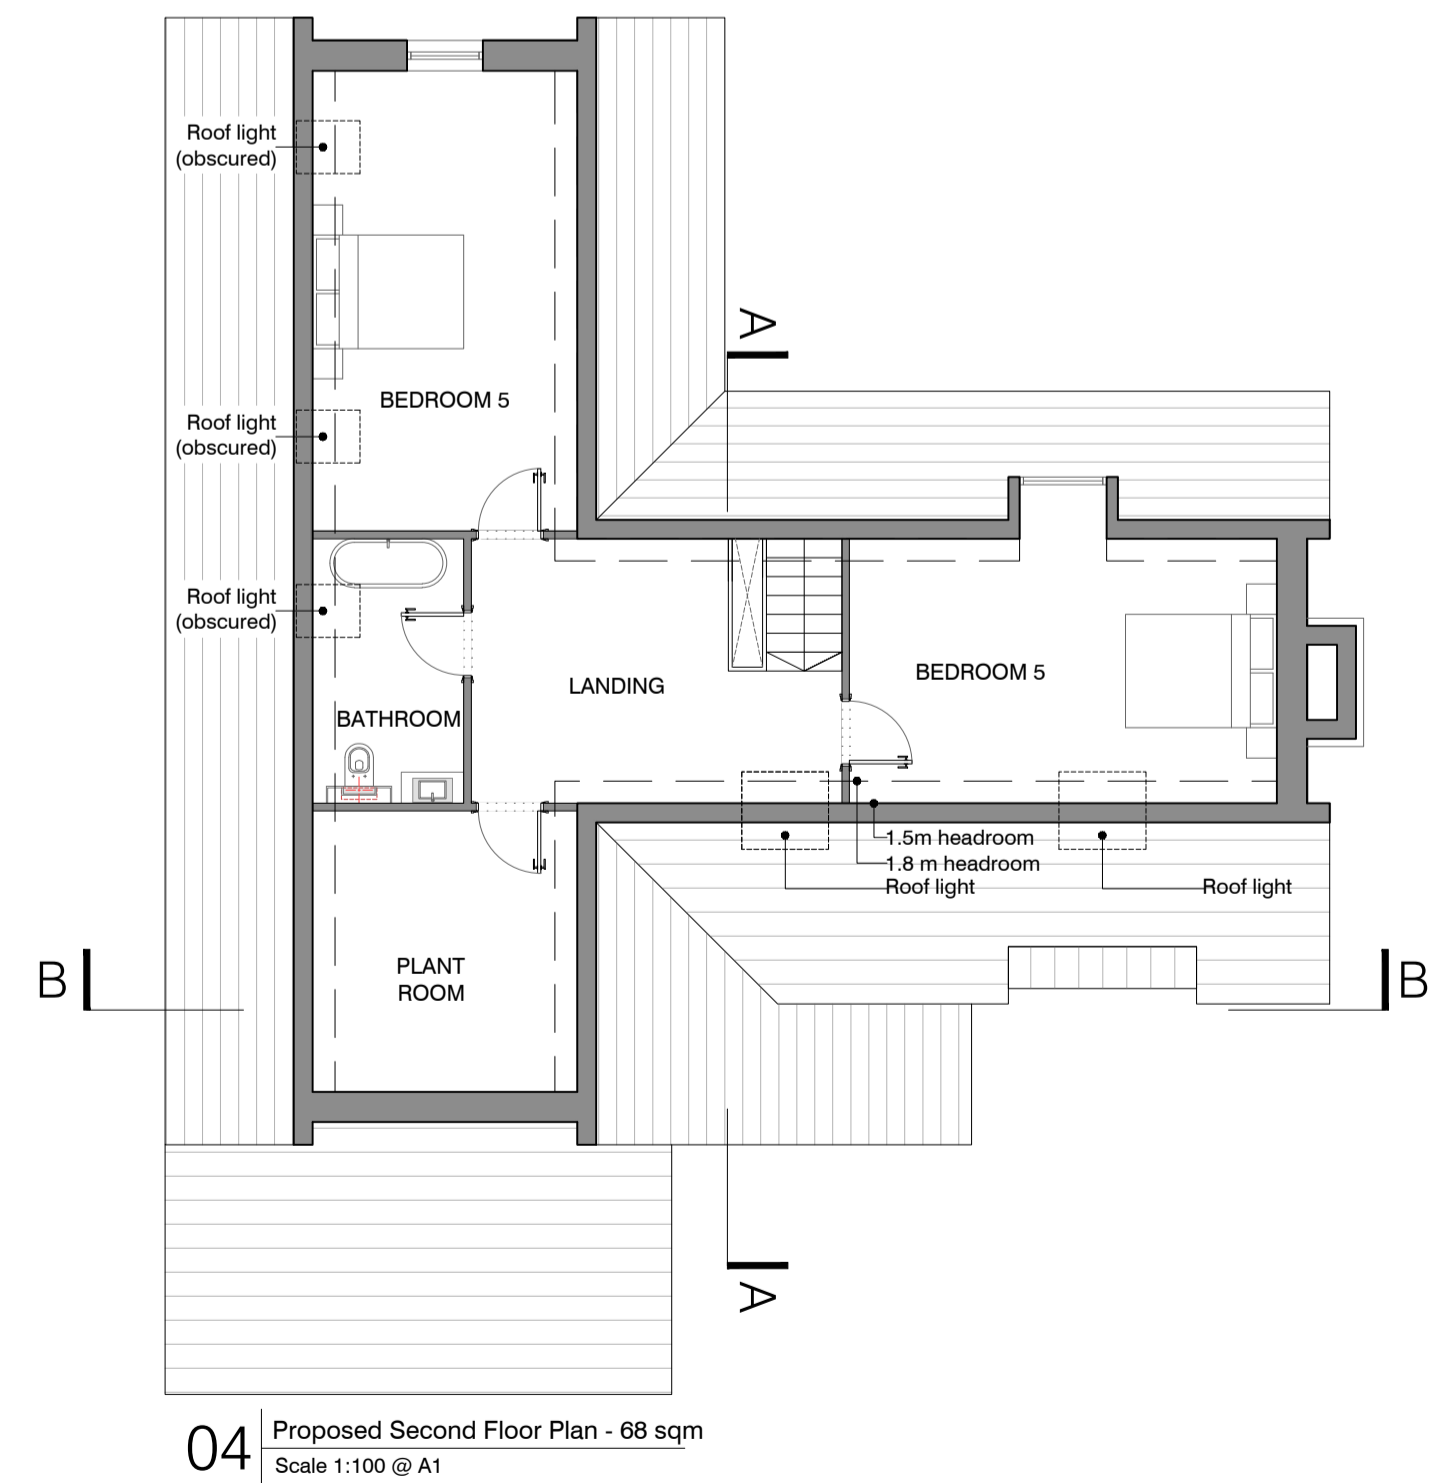 Roof light
(obscured)
A
BEDROOM 5
Roof light
(obscured)
Roof light
(obscured)
LANDING
BEDROOM 5
BATHROOM
1.5m headroom
1.8 m headroom
Roof light
Roof light
PLANT
ROOM
B
B
A
04
Proposed Second Floor Plan - 68 sqm
Scale 1:100 @ A1